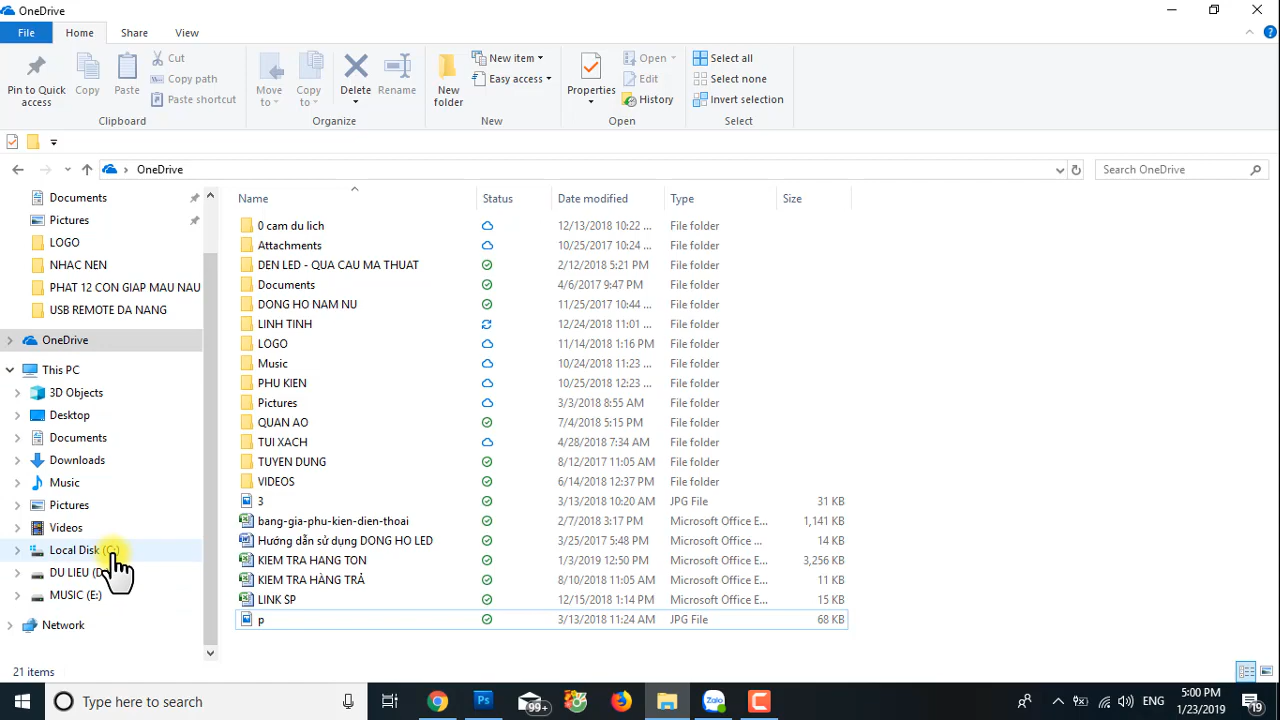 OneDrive
File Home Share View
Pin to Quick access
Copy
Paste
Cut
Copy path
Paste shortcut
Clipboard
Move to
Copy to
Delete
Rename
Organize
New folder
New item
Easy access
New
Properties
Open
Edit
History
Open
Select all
Select none
Invert selection
Select
OneDrive
Search OneDrive
Documents
Pictures
LOGO
NHAC NEN
PHAT 12 CON GIAP MAU NAU
USB REMOTE DA NANG
OneDrive
This PC
3D Objects
Desktop
Documents
Downloads
Music
Pictures
Videos
Local Disk (C:)
DU LIEU (D
MUSIC (E:)
Network
Name Status Date modified Type Size
0 cam du lich 12/13/2018 10:22 ... File folder
Attachments 10/25/2017 10:24 ... File folder
DEN LED - QUA CAU MA THUAT 2/12/2018 5:21 PM File folder
Documents 4/6/2017 9:47 PM File folder
DONG HO NAM NU 11/25/2017 10:44 ... File folder
LINH TINH 12/24/2018 11:01 ... File folder
LOGO 11/14/2018 1:16 PM File folder
Music 10/24/2018 11:23 ... File folder
PHU KIEN 10/25/2018 12:23 ... File folder
Pictures 3/3/2018 8:55 AM File folder
QUAN AO 7/4/2018 5:15 PM File folder
TUI XACH 4/28/2018 7:34 AM File folder
TUYEN DUNG 8/12/2017 11:05 AM File folder
VIDEOS 6/14/2018 12:37 PM File folder
3 3/13/2018 10:20 AM JPG File 31 KB
bang-gia-phu-kien-dien-thoai 2/7/2018 3:17 PM Microsoft Office E... 1,141 KB
Hướng dẫn sử dụng DONG HO LED 3/25/2017 5:48 PM Microsoft Office E... 14 KB
KIEM TRA HANG TON 1/3/2019 12:50 PM Microsoft Office E... 3,256 KB
KIEM TRA HÀNG TRẢ 8/10/2018 11:05 AM Microsoft Office E... 11 KB
LINK SP 12/15/2018 1:14 PM Microsoft Office E... 15 KB
p 3/13/2018 11:24 AM JPG File 68 KB
21 items
Type here to search
Ps
99+
Zalo
ENG
5:00 PM
1/23/2019
19